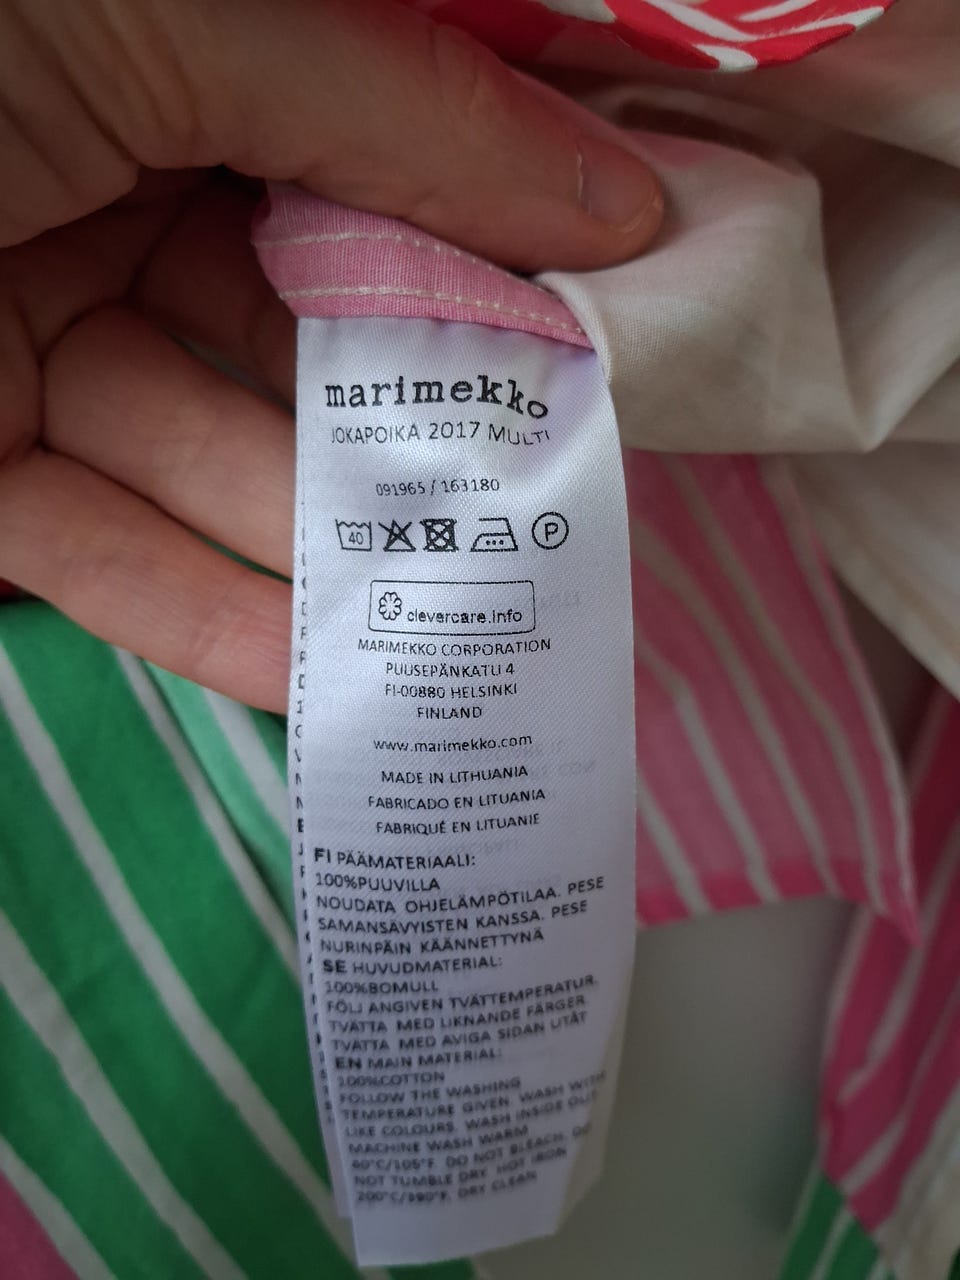 marimekko
JOKAPOIKA 2017 MULTI
091965 / 163180
40
P
clevercare.info
MARIMEKKO CORPORATION
PUUSEPÄNKATU 4
FI-00880 HELSINKI
FINLAND
www.marimekko.com
MADE IN LITHUANIA
FABRICADO EN LITUANIA
FABRIQUÉ EN LITUANIE
FI PÄÄMATERIAALI:
100%PUUVILLA
NOUDATA OHJELÄMPÖTILAA. PESE
SAMANSÄVYISTEN KANSSA. PESE
NURINPÄIN KÄÄNNETTYNÄ
SE HUVUDMATERIAL:
100%BOMULL
FÖLJ ANGIVEN TVÄTTEMPERATUR.
TVÄTTA MED LIKNANDE FÄRGER.
TVÄTTA MED AVIGA SIDAN UTÅT
EN MAIN MATERIAL:
100%COTTON
FOLLOW THE WASHING
TEMPERATURE GIVEN. WASH WITH
LIKE COLOURS. WASH INSIDE OUT
MACHINE WASH WARM
40°C/105°F. DO NOT BLEACH. DO
NOT TUMBLE DRY. HOT IRON
200°C/390°F. DRY CLEAN